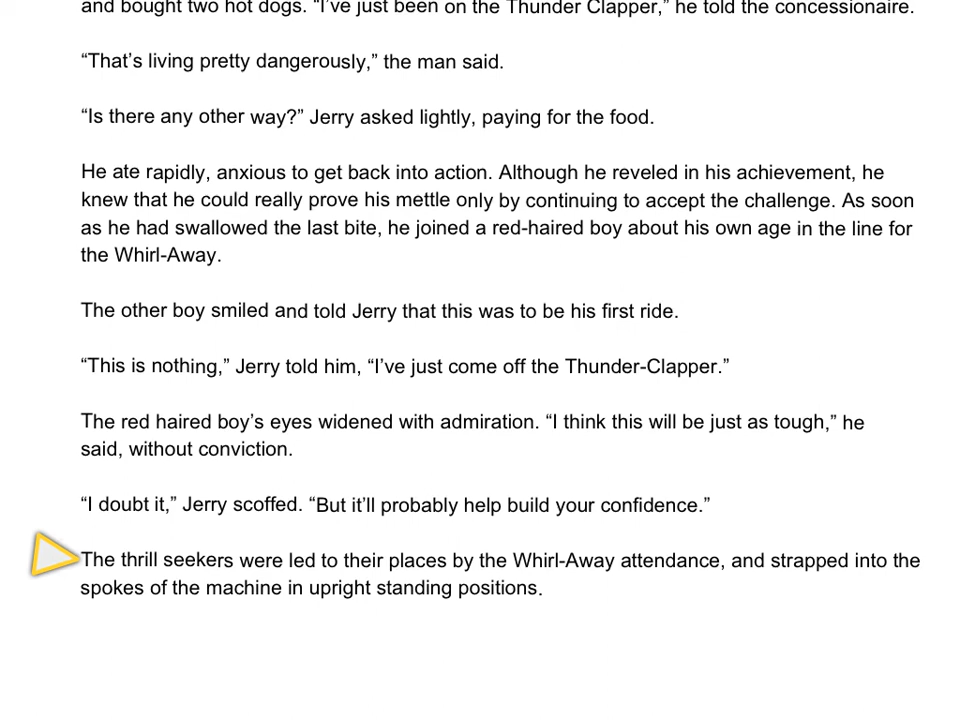 and bought two hot dogs. “I’ve just been on the Thunder Clapper,” he told the concessionaire.
“That’s living pretty dangerously,” the man said.
“Is there any other way?” Jerry asked lightly, paying for the food.
He ate rapidly, anxious to get back into action. Although he reveled in his achievement, he
knew that he could really prove his mettle only by continuing to accept the challenge. As soon
as he had swallowed the last bite, he joined a red-haired boy about his own age in the line for
the Whirl-Away.
The other boy smiled and told Jerry that this was to be his first ride.
“This is nothing,” Jerry told him, “I’ve just come off the Thunder-Clapper.”
The red haired boy’s eyes widened with admiration. “I think this will be just as tough,” he
said, without conviction.
“I doubt it,” Jerry scoffed. “But it’ll probably help build your confidence.”
The thrill seekers were led to their places by the Whirl-Away attendance, and strapped into the
spokes of the machine in upright standing positions.